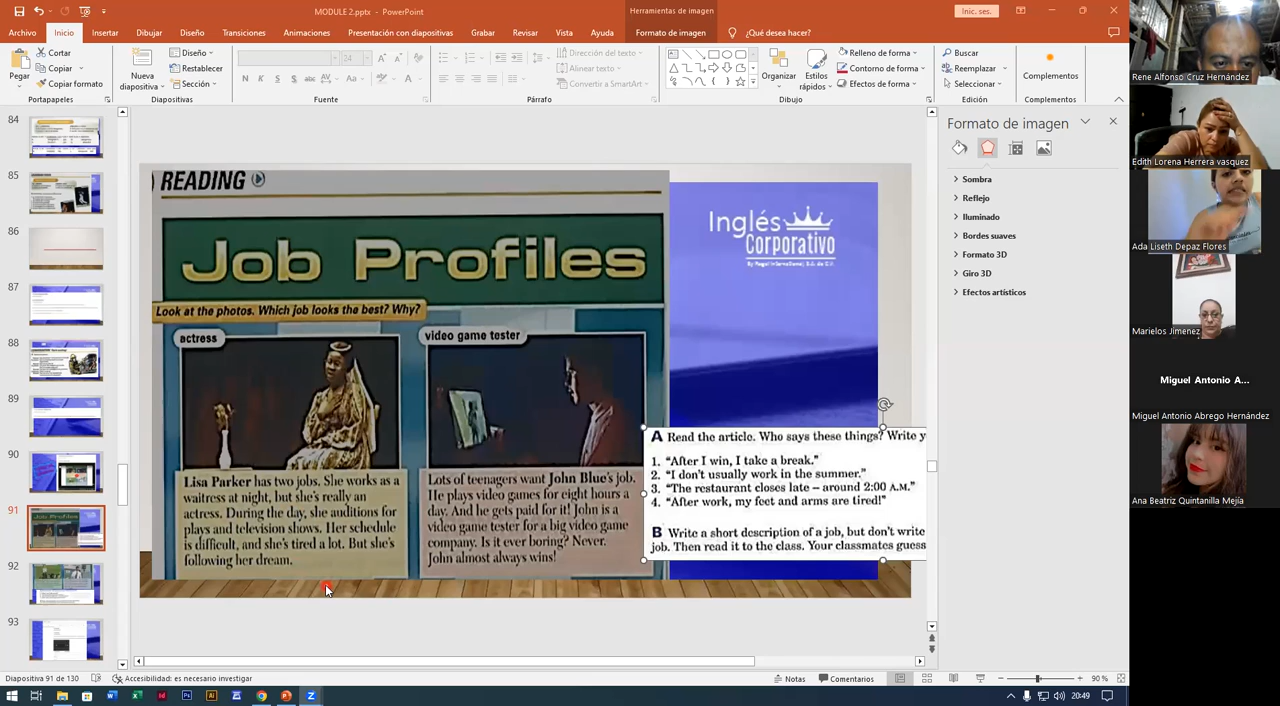 MODULE 2.pptx - PowerPoint
Herramientas de imagen
Inic. ses.
Archivo Inicio Insertar Dibujar Diseño Transiciones Animaciones Presentación con diapositivas Grabar Revisar Vista Ayuda Formato de imagen ¿Qué desea hacer?
Pegar
Cortar
Copiar
Copiar formato
Portapapeles
Nueva diapositiva
Diseño
Restablecer
Sección
Diapositivas
24
N K S S abc AV Aa A
Fuente
Dirección del texto
Alinear texto
Convertir a SmartArt
Párrafo
Organizar
Estilos rápidos
Relleno de forma
Contorno de forma
Efectos de forma
Dibujo
Buscar
Reemplazar
Seleccionar
Edición
Complementos
Complementos
84
85
86
87
88
89
90
91
92
93
READING
Job Profiles
Look at the photos. Which job looks the best? Why?
actress
Lisa Parker has two jobs. She works as a
waitress at night, but she's really an
actress. During the day, she auditions for
plays and television shows. Her schedule
is difficult, and she's tired a lot. But she's
following her dream.
video game tester
Lots of teenagers want John Blue's job.
He plays video games for eight hours a
day. And he gets paid for it! John is a
video game tester for a big video game
company. Is it ever boring? Never.
John almost always wins!
Inglés
Corporativo
By Regal International, S.A. de C.V.
A Read the article. Who says these things? Write y
1. "After I win, I take a break."
2. "I don't usually work in the summer."
3. "The restaurant closes late – around 2:00 A.M."
4. "After work, my feet and arms are tired!"
B Write a short description of a job, but don't write
job. Then read it to the class. Your classmates guess
Formato de imagen
Sombra
Reflejo
Iluminado
Bordes suaves
Formato 3D
Giro 3D
Efectos artísticos
Rene Alfonso Cruz Hernández
Edith Lorena Herrera vasquez
Ada Liseth Depaz Flores
Marielos Jimenez
Miguel Antonio A...
Miguel Antonio Abrego Hernández
Ana Beatriz Quintanilla Mejía
Diapositiva 91 de 130
Accesibilidad: es necesario investigar
Notas
Comentarios
90 %
20:49